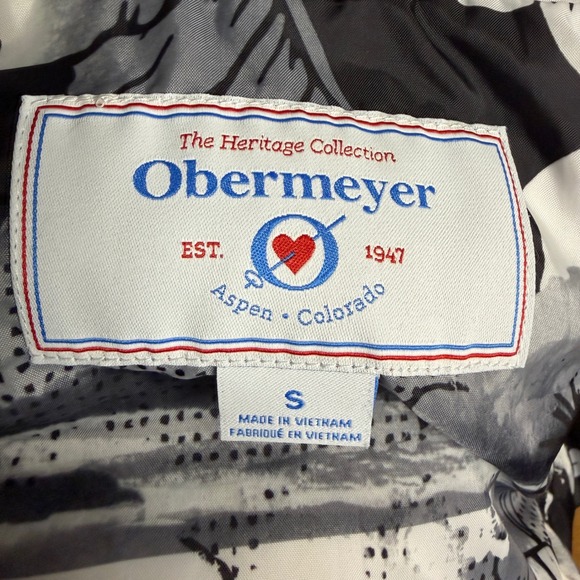 The Heritage Collection
Obermeyer
EST. 1947
Aspen · Colorado
S
MADE IN VIETNAM
FABRIQUÉ EN VIETNAM